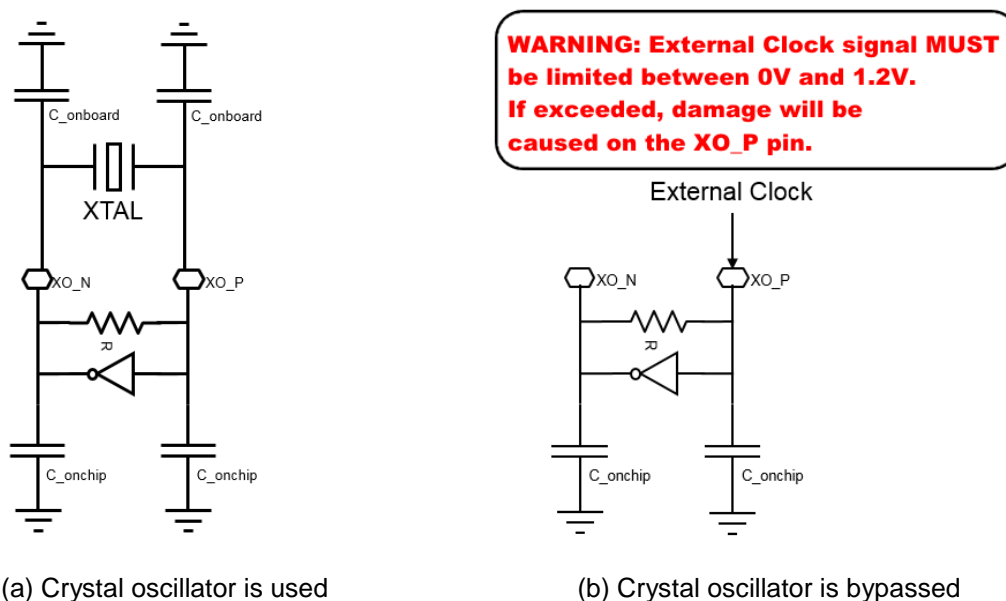 WARNING: External Clock signal MUST
be limited between 0V and 1.2V.
If exceeded, damage will be
caused on the XO_P pin.
C_onboard
C_onboard
XTAL
External Clock
XO_N
XO_P
XO_N
XO_P
R
R
C_onchip
C_onchip
C_onchip
C_onchip
(a) Crystal oscillator is used
(b) Crystal oscillator is bypassed